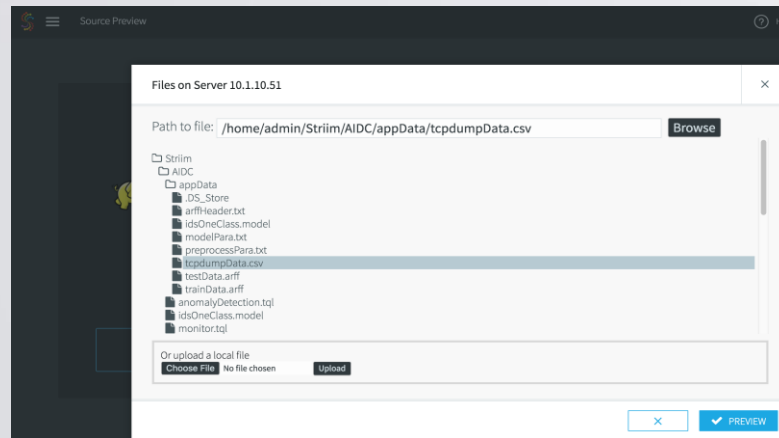 Source Preview
Files on Server 10.1.10.51
Path to file: /home/admin/Striim/AIDC/appData/tcpdumpData.csv Browse
Striim
AIDC
appData
.DS_Store
arffHeader.txt
idsOneClass.model
modelPara.txt
preprocessPara.txt
tcpdumpData.csv
testData.arff
trainData.arff
anomalyDetection.tql
idsOneClass.model
monitor.tql
Or upload a local file
Choose File No file chosen Upload
PREVIEW